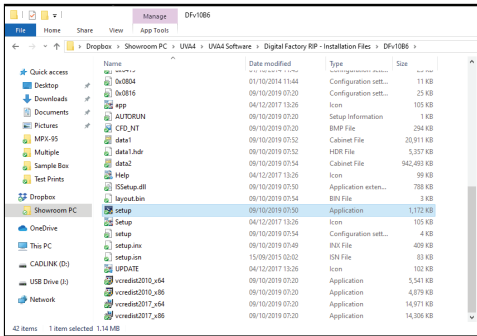 Manage DFv10B6
File Home Share View App Tools
Dropbox > Showroom PC > UVA4 > UVA4 Software > Digital Factory RIP - Installation Files > DFv10B6 >
Name Date modified Type Size
0x0804 01/10/2014 11:44 Configuration sett... 11 KB
0x0816 09/10/2019 07:20 Configuration sett... 25 KB
app 04/12/2017 13:26 Icon 105 KB
AUTORUN 09/10/2019 07:20 Setup Information 1 KB
CFD_NT 09/10/2019 07:20 BMP File 294 KB
data1 09/10/2019 07:52 Cabinet File 20,911 KB
data1.hdr 09/10/2019 07:52 HDR File 5,357 KB
data2 09/10/2019 07:54 Cabinet File 942,493 KB
Help 04/12/2017 13:26 Icon 99 KB
ISSetup.dll 09/10/2019 07:50 Application exten... 788 KB
layout.bin 09/10/2019 07:54 BIN File 3 KB
setup 09/10/2019 07:50 Application 1,172 KB
Setup 04/12/2017 13:26 Icon 105 KB
setup 09/10/2019 07:54 Configuration sett... 4 KB
setup.inx 09/10/2019 07:49 INX File 409 KB
setup.isn 15/09/2015 02:02 ISN File 83 KB
UPDATE 04/12/2017 13:26 Icon 102 KB
vcredist2010_x64 09/10/2019 07:20 Application 5,541 KB
vcredist2010_x86 09/10/2019 07:20 Application 4,879 KB
vcredist2017_x64 09/10/2019 07:20 Application 14,971 KB
vcredist2017_x86 09/10/2019 07:20 Application 14,306 KB
Quick access
Desktop
Downloads
Documents
Pictures
MPX-95
Multiple
Sample Box
Test Prints
Dropbox
Showroom PC
OneDrive
This PC
CADLINK (D:)
USB Drive (I:)
Network
42 items 1 item selected 1.14 MB